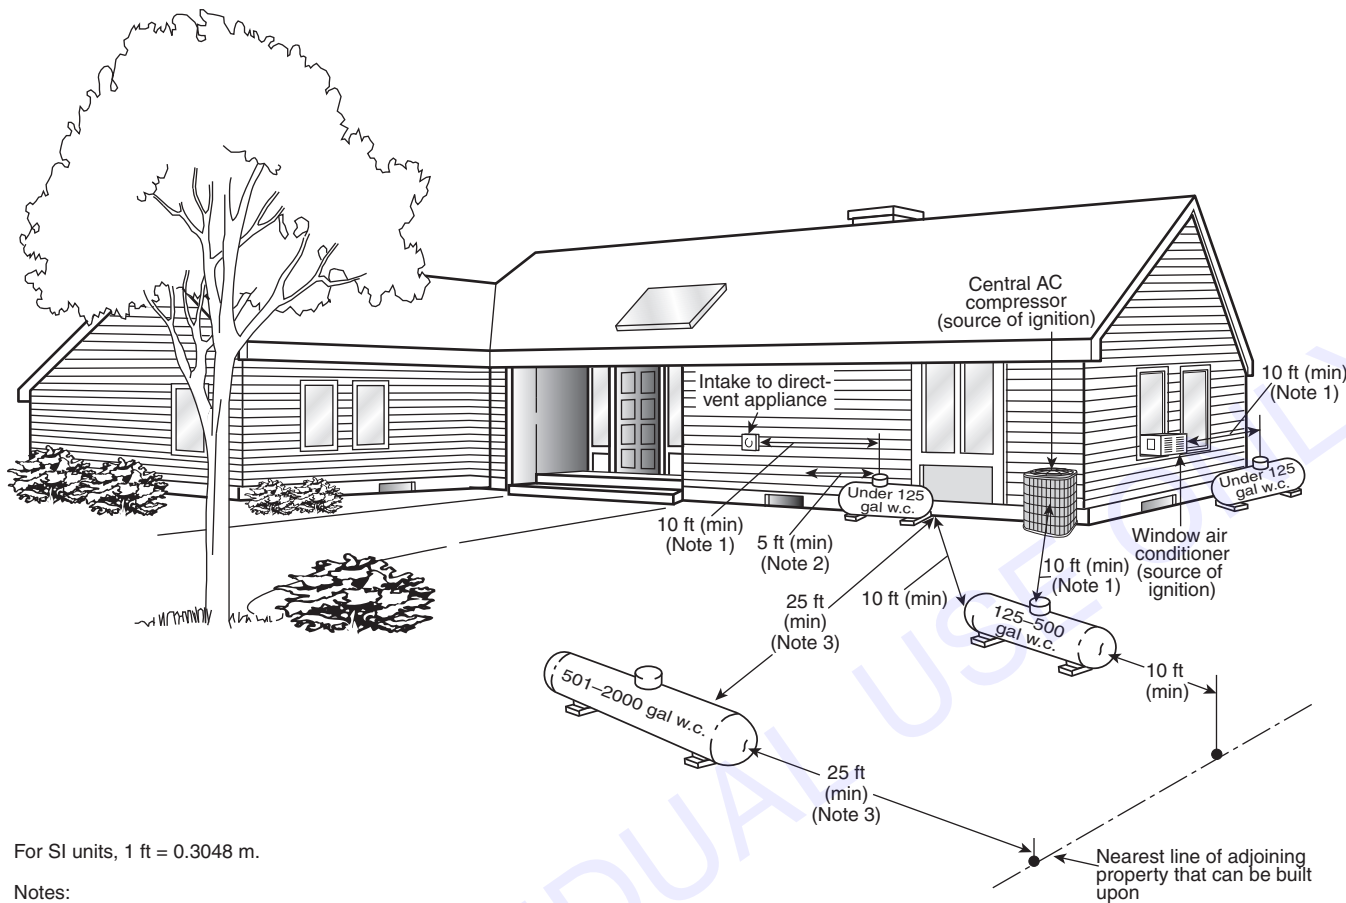 Central AC
compressor
(source of ignition)
Intake to direct-
vent appliance
10 ft (min)
(Note 1)
Under 125
gal w.c.
Under 125
gal w.c.
10 ft (min)
(Note 1)
5 ft (min)
(Note 2)
Window air
conditioner
(source of
ignition)
10 ft (min)
(Note 1)
25 ft
(min)
(Note 3)
10 ft (min)
125–500
gal w.c.
10 ft
(min)
501–2000 gal w.c.
25 ft
(min)
(Note 3)
For SI units, 1 ft = 0.3048 m.
Notes:
Nearest line of adjoining
property that can be built
upon
DUAL USE ONLY